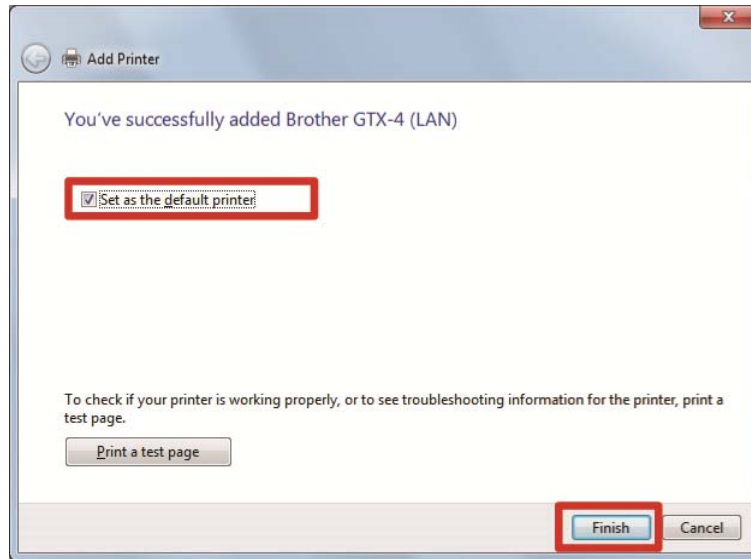 Add Printer
You've successfully added Brother GTX-4 (LAN)
Set as the default printer
To check if your printer is working properly, or to see troubleshooting information for the printer, print a
test page.
Print a test page
Finish
Cancel